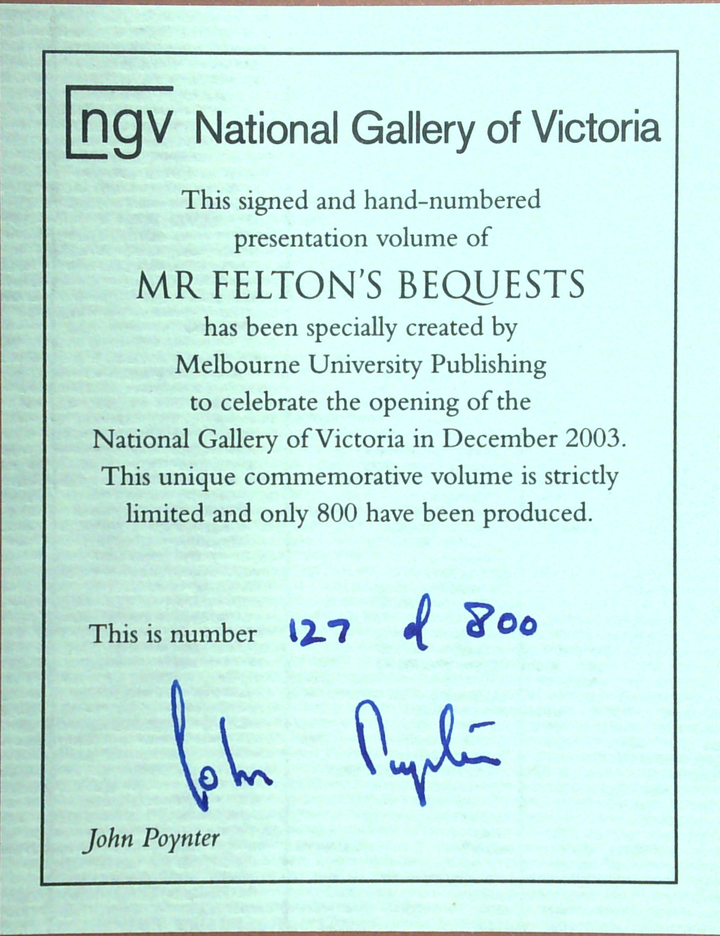 ngv National Gallery of Victoria
This signed and hand-numbered
presentation volume of
MR FELTON'S BEQUESTS
has been specially created by
Melbourne University Publishing
to celebrate the opening of the
National Gallery of Victoria in December 2003.
This unique commemorative volume is strictly
limited and only 800 have been produced.
This is number 127 of 800
John Poynter
John Poynter